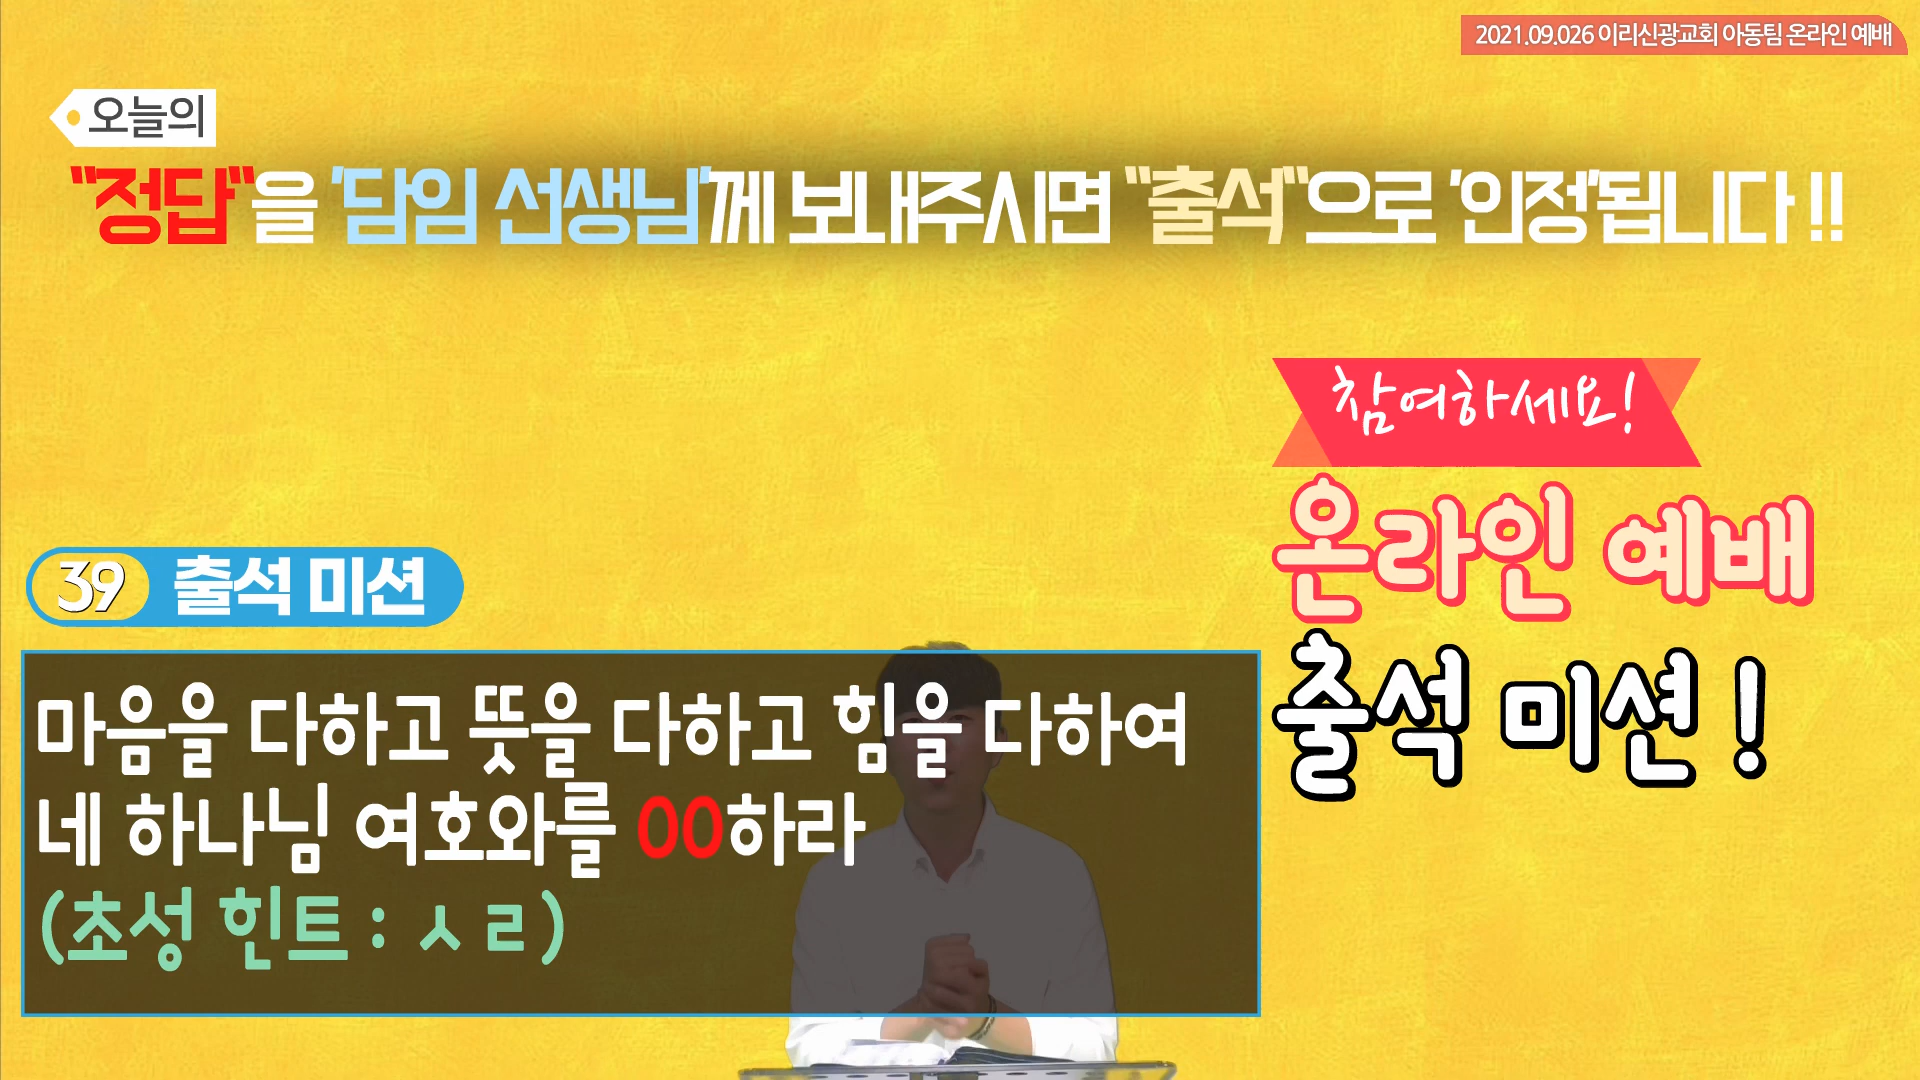 2021.09.026 이리신광교회 아동팀 온라인 예배
오늘의
"정답"을 '담임 선생님'께 보내주시면 "출석"으로 '인정'됩니다 !!
참여하세요!
온라인 예배
출석 미션 !
39 출석 미션
마음을 다하고 뜻을 다하고 힘을 다하여
네 하나님 여호와를 OO하라
(초성 힌트 : ㅅ ㄹ)